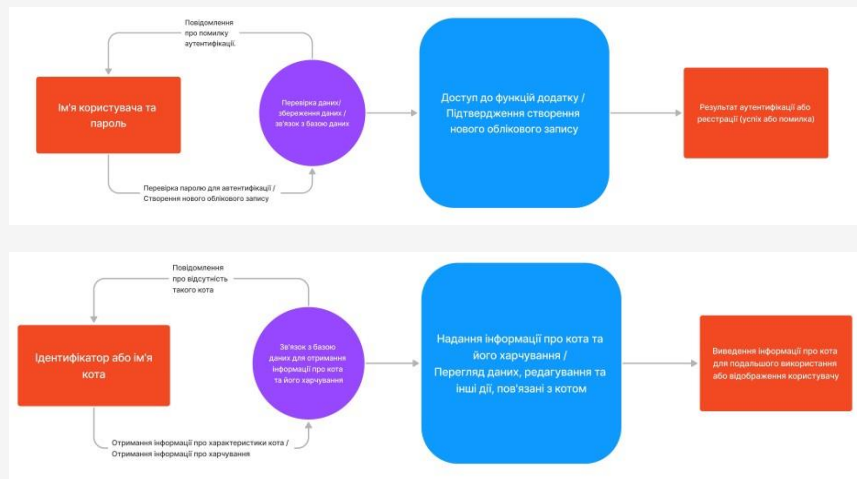 Повідомлення
про помилку
аутентифікації.
Ім'я користувача та
пароль
Перевірка даних/
збереження даних /
зв'язок з базою даних
Доступ до функцій додатку /
Підтвердження створення
нового облікового запису
Результат аутентифікації або
реєстрації (успіх або помилка)
Перевірка паролю для автентифікації /
Створення нового облікового запису
Повідомлення
про відсутність
такого кота
Ідентифікатор або ім'я
кота
Зв'язок з базою
даних для отримання
інформації про кота
та його харчування
Надання інформації про кота та
його харчування /
Перегляд даних, редагування та
інші дії, пов'язані з котом
Виведення інформації про кота
для подальшого використання
або відображення користувачу
Отримання інформації про характеристики кота /
Отримання інформації про харчування